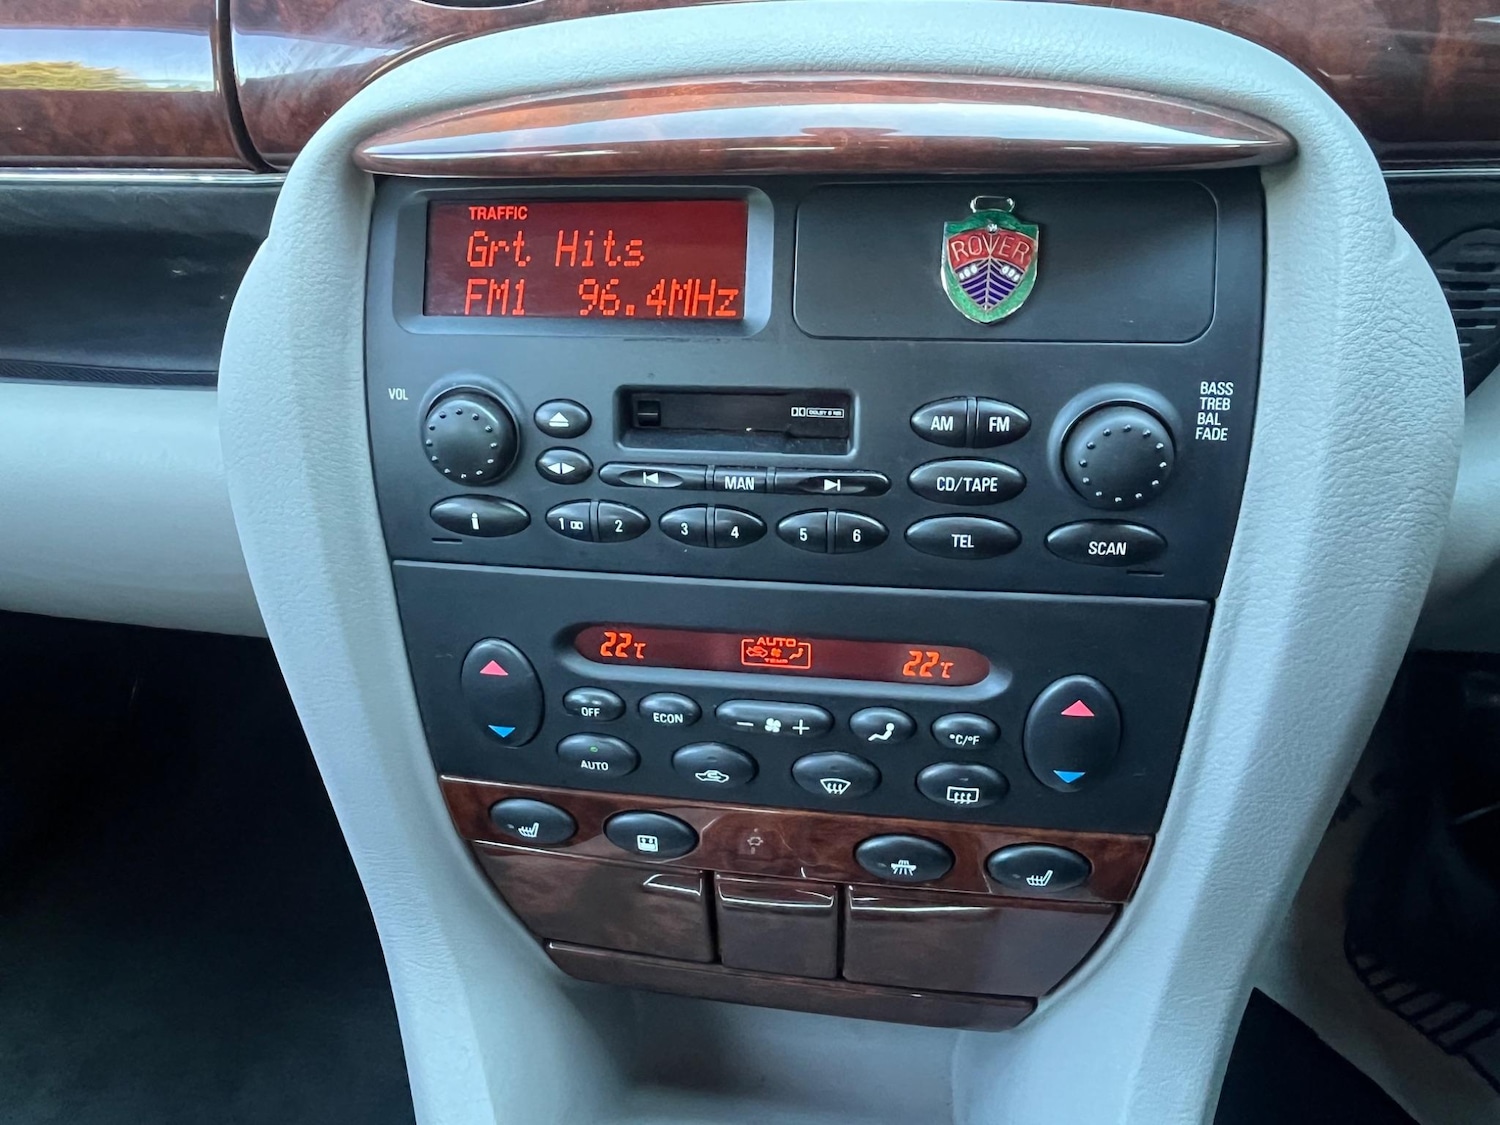 TRAFFIC
Grt Hits
FM1 96.4MHz
ROVER
VOL
AM FM
BASS
TREB
BAL
FADE
MAN
CD/TAPE
1 2 3 4 5 6
i
TEL
SCAN
22°C
AUTO
22°C
OFF
ECON
- +
°C/°F
AUTO